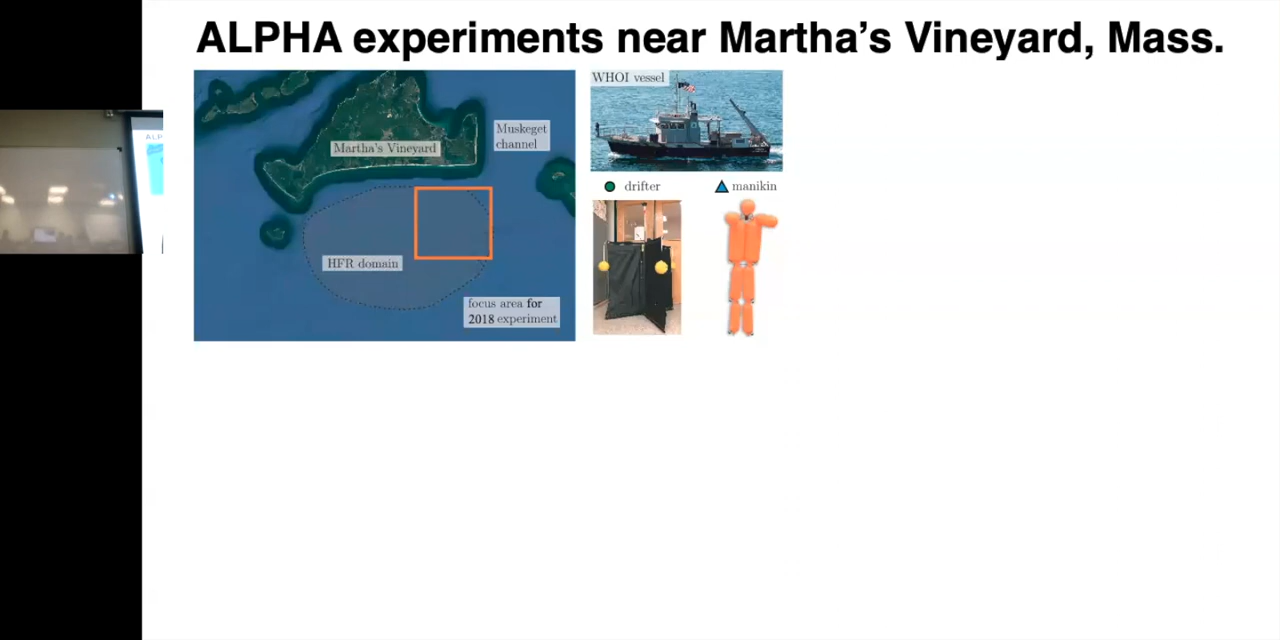 ALPHA experiments near Martha's Vineyard, Mass.
WHOI vessel
Martha's Vineyard
Muskeget
channel
drifter
manikin
HFR domain
focus area for
2018 experiment
ALP